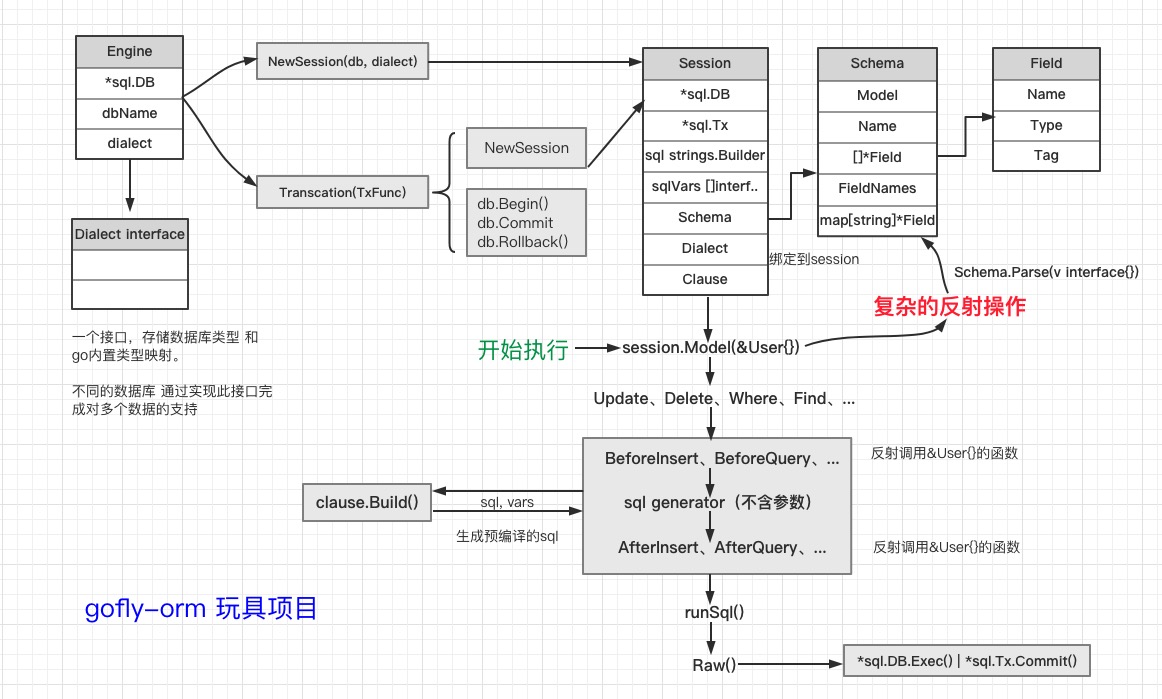 Engine
*sql.DB
dbName
dialect
NewSession(db, dialect)
Transcation(TxFunc)
NewSession
db.Begin()
db.Commit
db.Rollback()
Session
*sql.DB
*sql.Tx
sql strings.Builder
sqlVars []interf..
Schema
Dialect
Clause
Schema
Model
Name
[]*Field
FieldNames
map[string]*Field
Field
Name
Type
Tag
Dialect interface
一个接口，存储数据库类型 和
go内置类型映射。
不同的数据库 通过实现此接口完
成对多个数据的支持
绑定到session
Schema.Parse(v interface{})
复杂的反射操作
开始执行
session.Model(&User{})
Update、Delete、Where、Find、...
BeforeInsert、BeforeQuery、...
反射调用&User{}的函数
sql generator（不含参数）
AfterInsert、AfterQuery、...
反射调用&User{}的函数
clause.Build()
sql, vars
生成预编译的sql
gofly-orm 玩具项目
runSql()
Raw()
*sql.DB.Exec() | *sql.Tx.Commit()